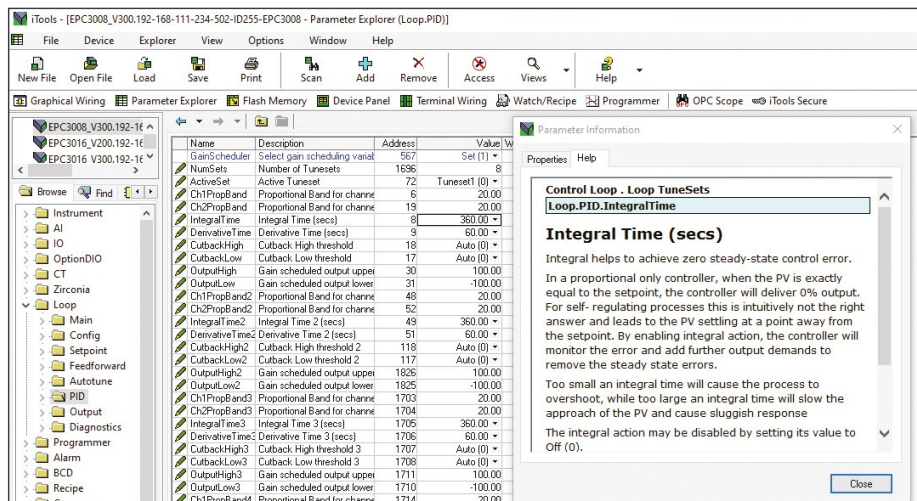 iTools - [EPC3008_V300.192-168-111-234-502-ID255-EPC3008 - Parameter Explorer (Loop.PID)]
File Device Explorer View Options Window Help
New File Open File Load Save Print Scan Add Remove Access Views Help
Graphical Wiring Parameter Explorer Flash Memory Device Panel Terminal Wiring Watch/Recipe Programmer OPC Scope iTools Secure
EPC3008_V300.192-16
EPC3016_V200.192-16
EPC3016 V300.192-16
Browse Find
Instrument
AI
IO
OptionDIO
CT
Zirconia
Loop
Main
Config
Setpoint
Feedforward
Autotune
PID
Output
Diagnostics
Programmer
Alarm
BCD
Recipe
Name Description Address Value W
GainScheduler Select gain scheduling variabl 567 Set (1)
NumSets Number of Tunesets 1696 8
ActiveSet Active Tuneset 72 Tuneset1 (0)
Ch1PropBand Proportional Band for channe 6 20.00
Ch2PropBand Proportional Band for channe 19 20.00
IntegralTime Integral Time (secs) 8 360.00
DerivativeTime Derivative Time (secs) 9 60.00
CutbackHigh Cutback High threshold 18 Auto (0)
CutbackLow Cutback Low threshold 17 Auto (0)
OutputHigh Gain scheduled output upper 30 100.00
OutputLow Gain scheduled output lower 31 -100.00
Ch1PropBand2 Proportional Band for channe 48 20.00
Ch2PropBand2 Proportional Band for channe 52 20.00
IntegralTime2 Integral Time 2 (secs) 49 360.00
DerivativeTime2 Derivative Time 2 (secs) 51 60.00
CutbackHigh2 Cutback High threshold 2 118 Auto (0)
CutbackLow2 Cutback Low threshold 2 117 Auto (0)
OutputHigh2 Gain scheduled output upper 1826 100.00
OutputLow2 Gain scheduled output lower 1825 -100.00
Ch1PropBand3 Proportional Band for channe 1703 20.00
Ch2PropBand3 Proportional Band for channe 1704 20.00
IntegralTime3 Integral Time 3 (secs) 1705 360.00
DerivativeTime3 Derivative Time 3 (secs) 1706 60.00
CutbackHigh3 Cutback High threshold 3 1707 Auto (0)
CutbackLow3 Cutback Low threshold 3 1708 Auto (0)
OutputHigh3 Gain scheduled output upper 1711 100.00
OutputLow3 Gain scheduled output lower 1710 -100.00
Ch1PropBand4 Proportional Band for channe 1714 20.00
Parameter Information
Properties Help
Control Loop . Loop TuneSets
Loop.PID.IntegralTime
Integral Time (secs)
Integral helps to achieve zero steady-state control error.
In a proportional only controller, when the PV is exactly
equal to the setpoint, the controller will deliver 0% output.
For self- regulating processes this is intuitively not the right
answer and leads to the PV settling at a point away from
the setpoint. By enabling integral action, the controller will
monitor the error and add further output demands to
remove the steady state errors.
Too small an integral time will cause the process to
overshoot, while too large an integral time will slow the
approach of the PV and cause sluggish response
The integral action may be disabled by setting its value to
Off (0).
Close